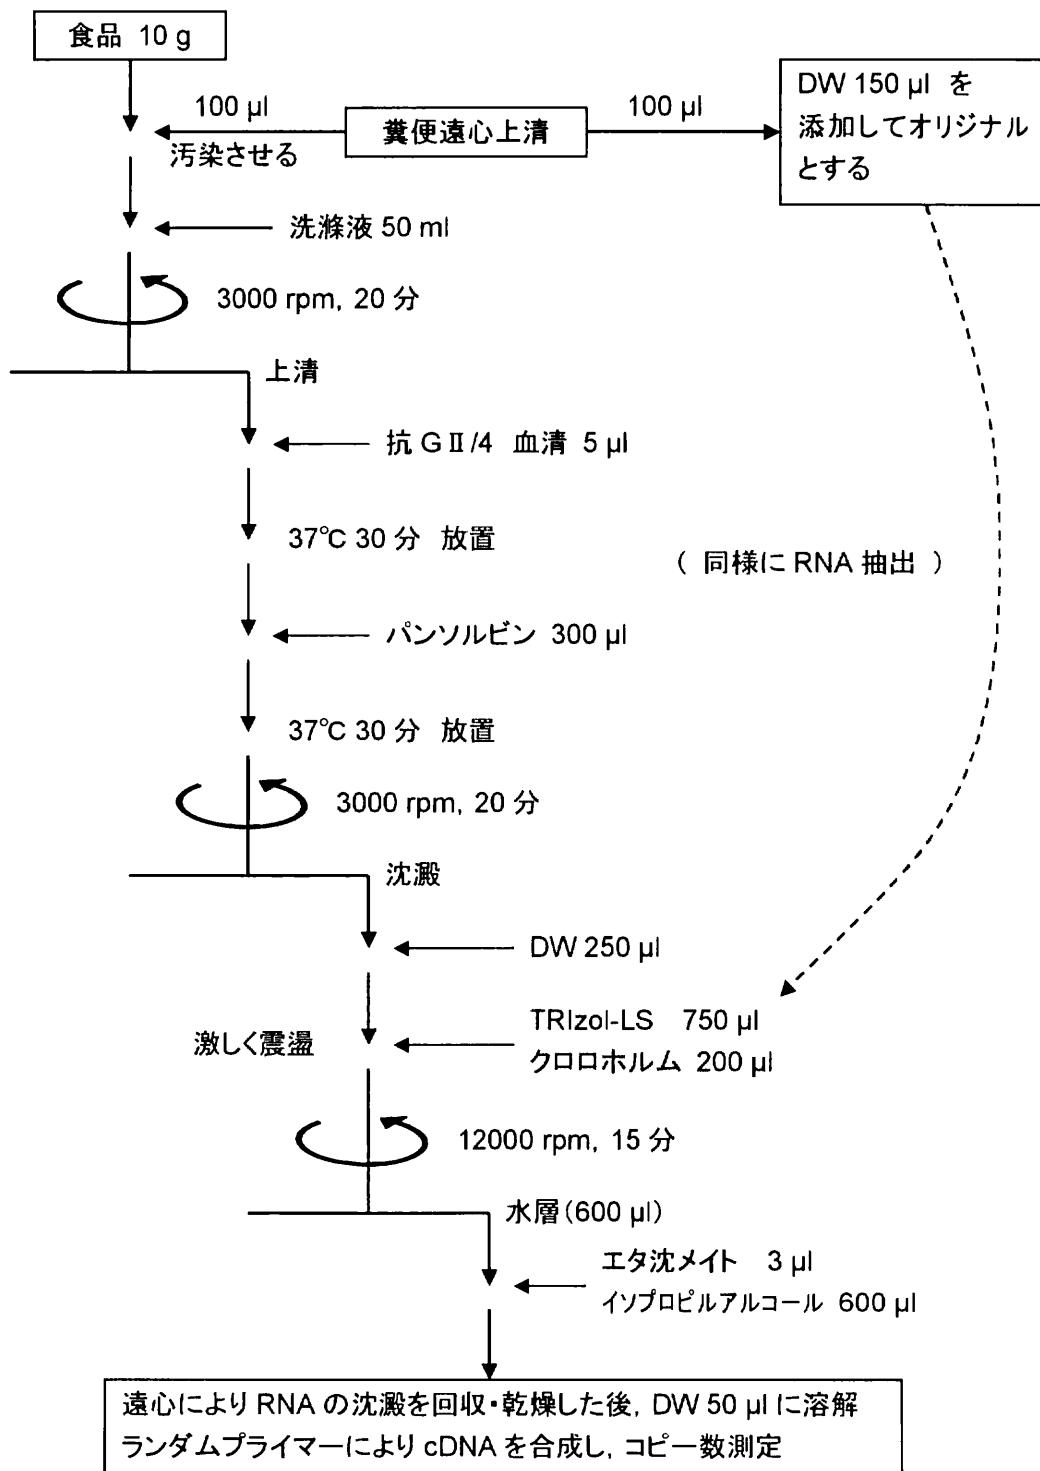 食品 10 g
100 µl
汚染させる
糞便遠心上清
100 µl
DW 150 µl を
添加してオリジナル
とする
洗滌液 50 ml
3000 rpm, 20 分
上清
抗 G Ⅱ/4 血清 5 µl
37℃ 30 分 放置
( 同様に RNA 抽出 )
パンソルビン 300 µl
37℃ 30 分 放置
3000 rpm, 20 分
沈澱
DW 250 µl
激しく震盪
TRIzol-LS 750 µl
クロロホルム 200 µl
12000 rpm, 15 分
水層(600 µl)
エタ沈メイト 3 µl
イソプロピルアルコール 600 µl
遠心により RNA の沈澱を回収・乾燥した後, DW 50 µl に溶解
ランダムプライマーにより cDNA を合成し, コピー数測定